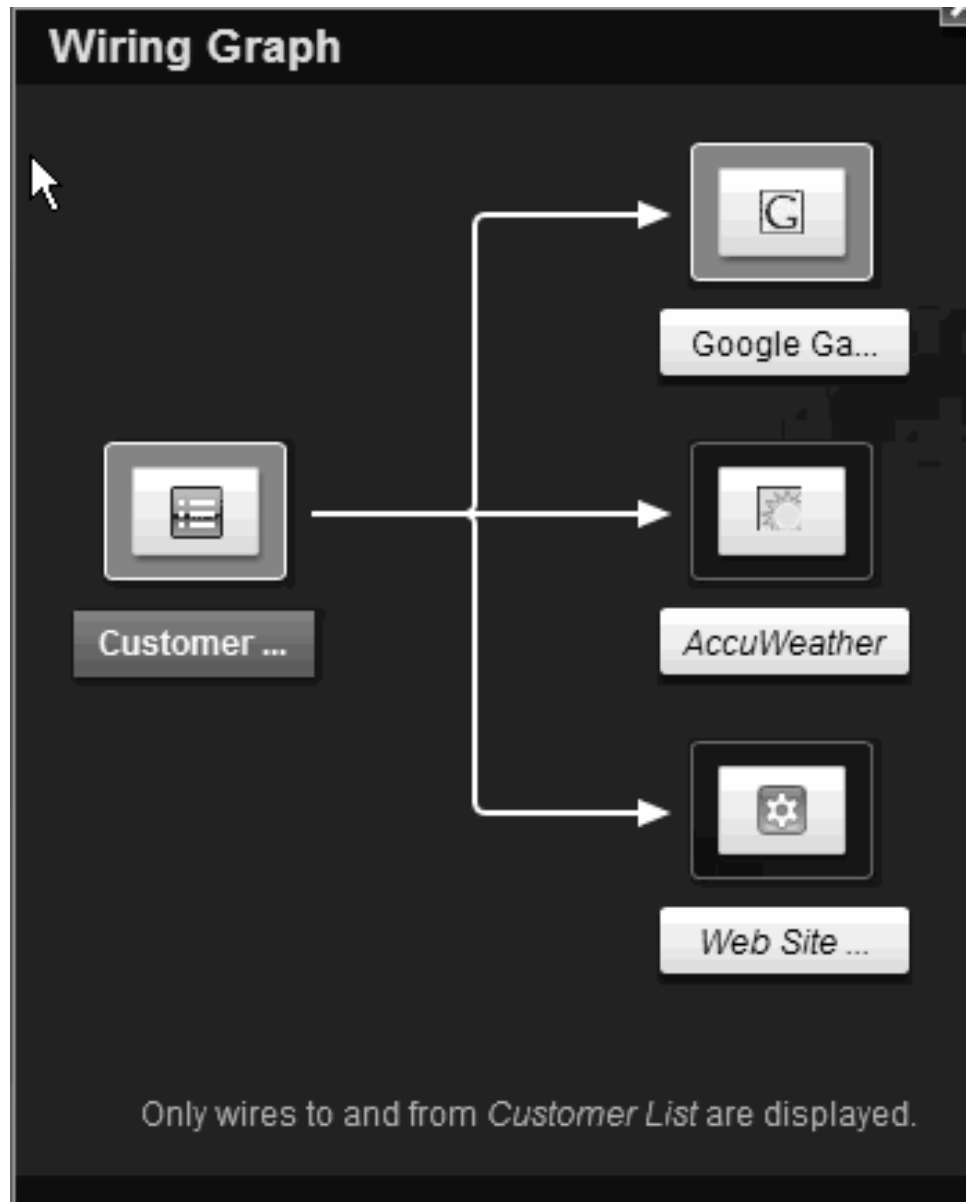 Wiring Graph
G
Google Ga...
Customer ...
AccuWeather
Web Site ...
Only wires to and from Customer List are displayed.